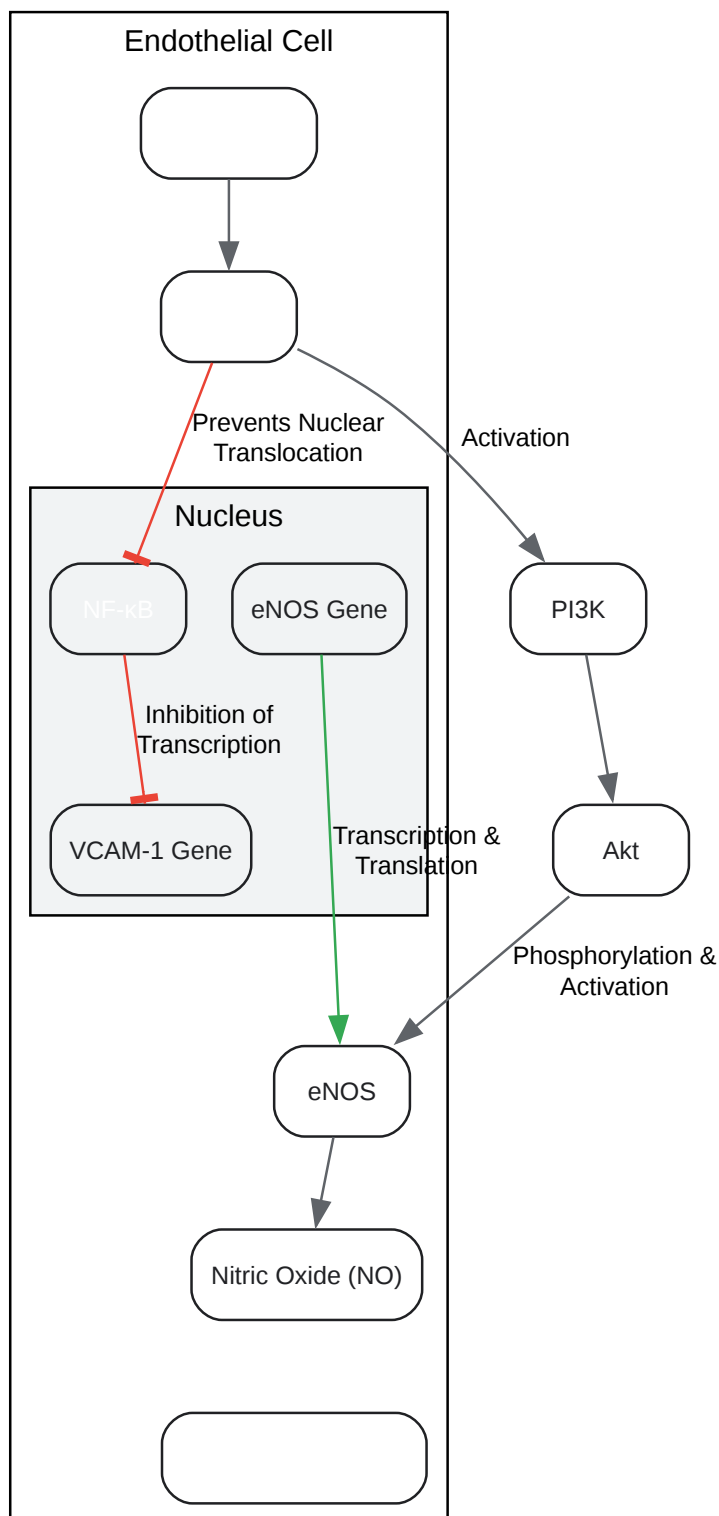 Endothelial Cell
Prevents Nuclear
Translocation
Activation
Nucleus
NF-κB
eNOS Gene
PI3K
Inhibition of
Transcription
VCAM-1 Gene
Transcription &
Translation
Akt
Phosphorylation &
Activation
eNOS
Nitric Oxide (NO)